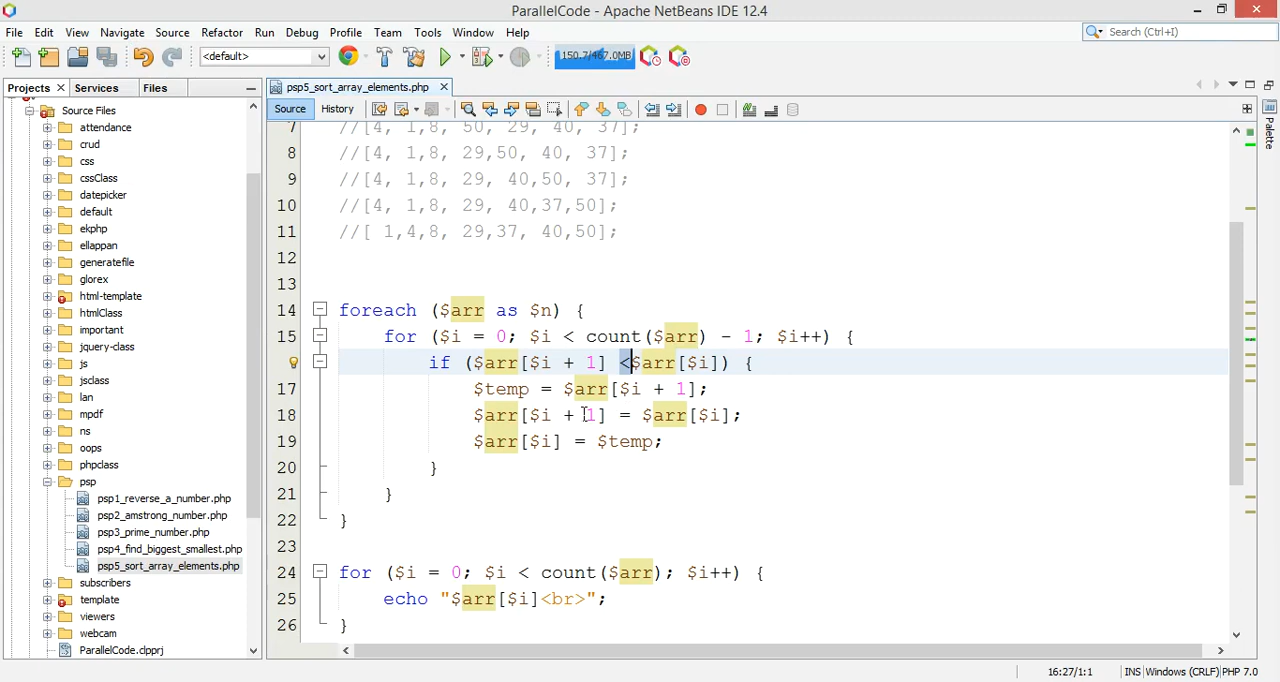 ParallelCode - Apache NetBeans IDE 12.4
File Edit View Navigate Source Refactor Run Debug Profile Team Tools Window Help
Search (Ctrl+I)
<default>
150.7/467.0MB
Projects Services Files
psp5_sort_array_elements.php
Source History
Palette
Source Files
attendance
crud
css
cssClass
datepicker
default
ekphp
ellappan
generatefile
glorex
html-template
htmlClass
important
jquery-class
js
jsclass
lan
mpdf
ns
oops
phpclass
psp
psp1_reverse_a_number.php
psp2_amstrong_number.php
psp3_prime_number.php
psp4_find_biggest_smallest.php
psp5_sort_array_elements.php
subscribers
template
viewers
webcam
ParallelCode.clpprj
7 //[4, 1,8, 50, 29, 40, 37];
8 //[4, 1,8, 29,50, 40, 37];
9 //[4, 1,8, 29, 40,50, 37];
10 //[4, 1,8, 29, 40,37,50];
11 //[ 1,4,8, 29,37, 40,50];
12
13
14 foreach ($arr as $n) {
15 for ($i = 0; $i < count($arr) - 1; $i++) {
if ($arr[$i + 1] <$arr[$i]) {
17 $temp = $arr[$i + 1];
18 $arr[$i + 1] = $arr[$i];
19 $arr[$i] = $temp;
20 }
21 }
22 }
23
24 for ($i = 0; $i < count($arr); $i++) {
25 echo "$arr[$i]<br>";
26 }
16:27/1:1 INS Windows (CRLF) PHP 7.0